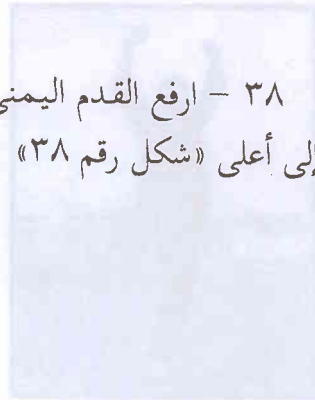 ٣٨ – ارفع القدم اليمنى
إلى أعلى «شكل رقم ٣٨»